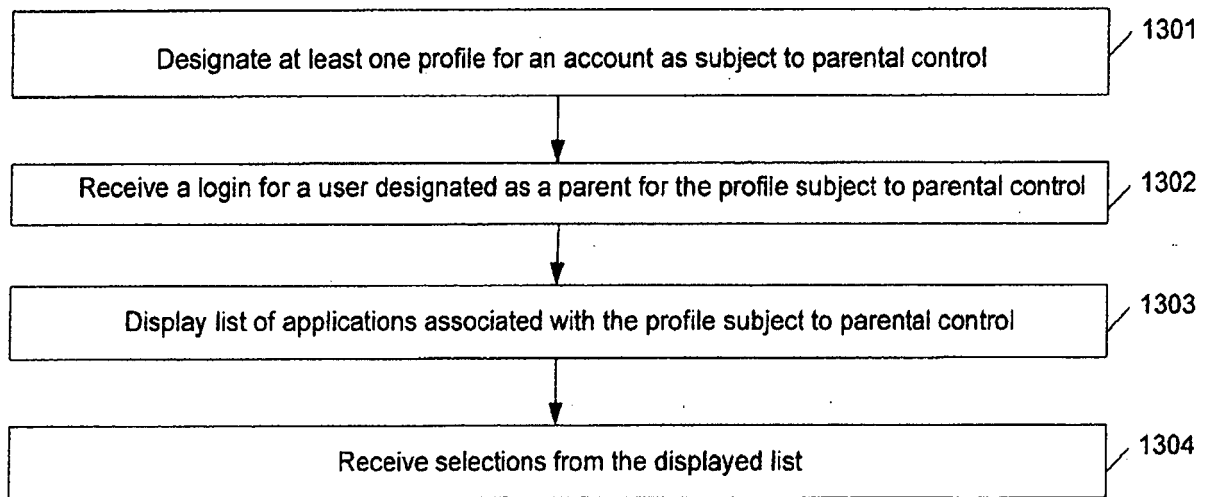 Designate at least one profile for an account as subject to parental control
1301
Receive a login for a user designated as a parent for the profile subject to parental control
1302
Display list of applications associated with the profile subject to parental control
1303
Receive selections from the displayed list
1304